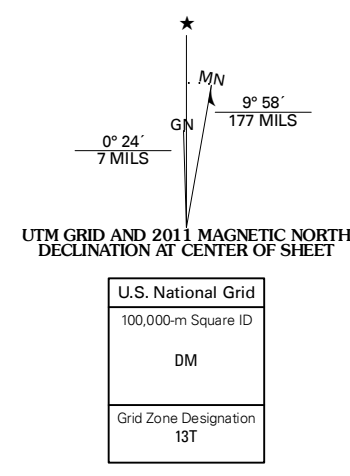 ★
MN
GN
9° 58´
177 MILS
0° 24´
7 MILS
UTM GRID AND 2011 MAGNETIC NORTH
DECLINATION AT CENTER OF SHEET
U.S. National Grid
100,000-m Square ID
DM
Grid Zone Designation
13T